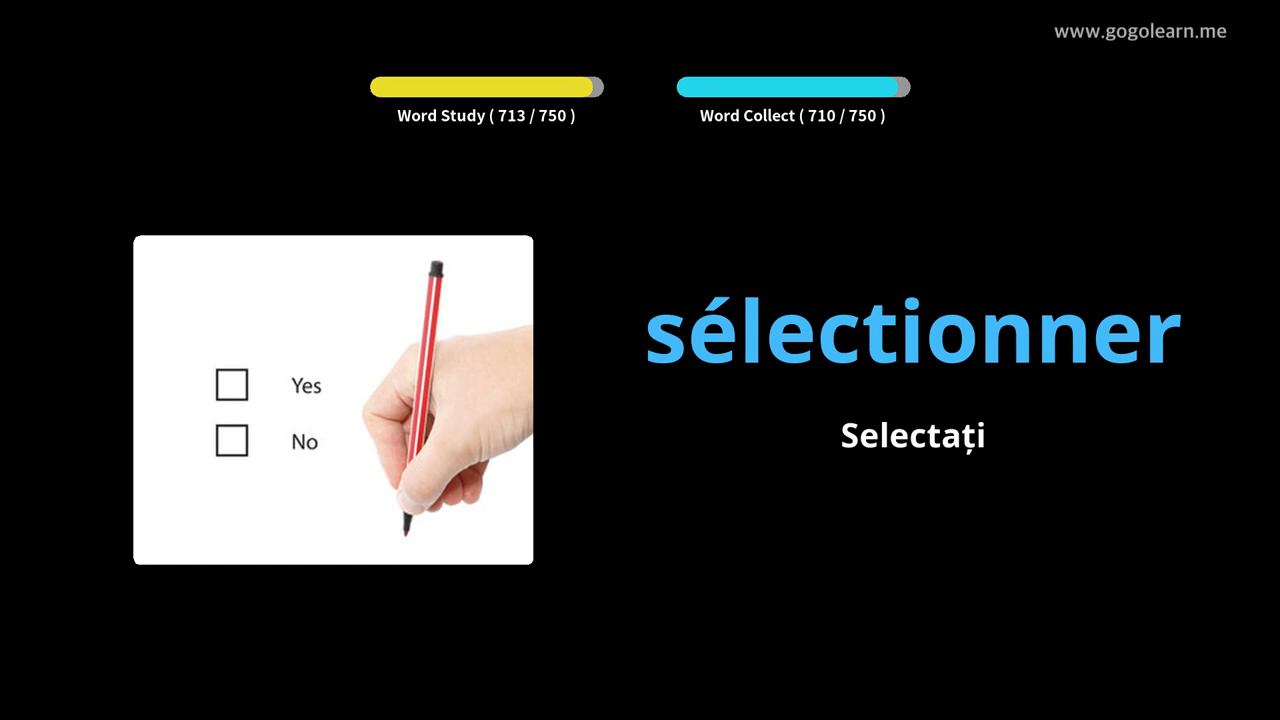 www.gogolearn.me
Word Study ( 713 / 750 )
Word Collect ( 710 / 750 )
Yes
No
sélectionner
Selectați